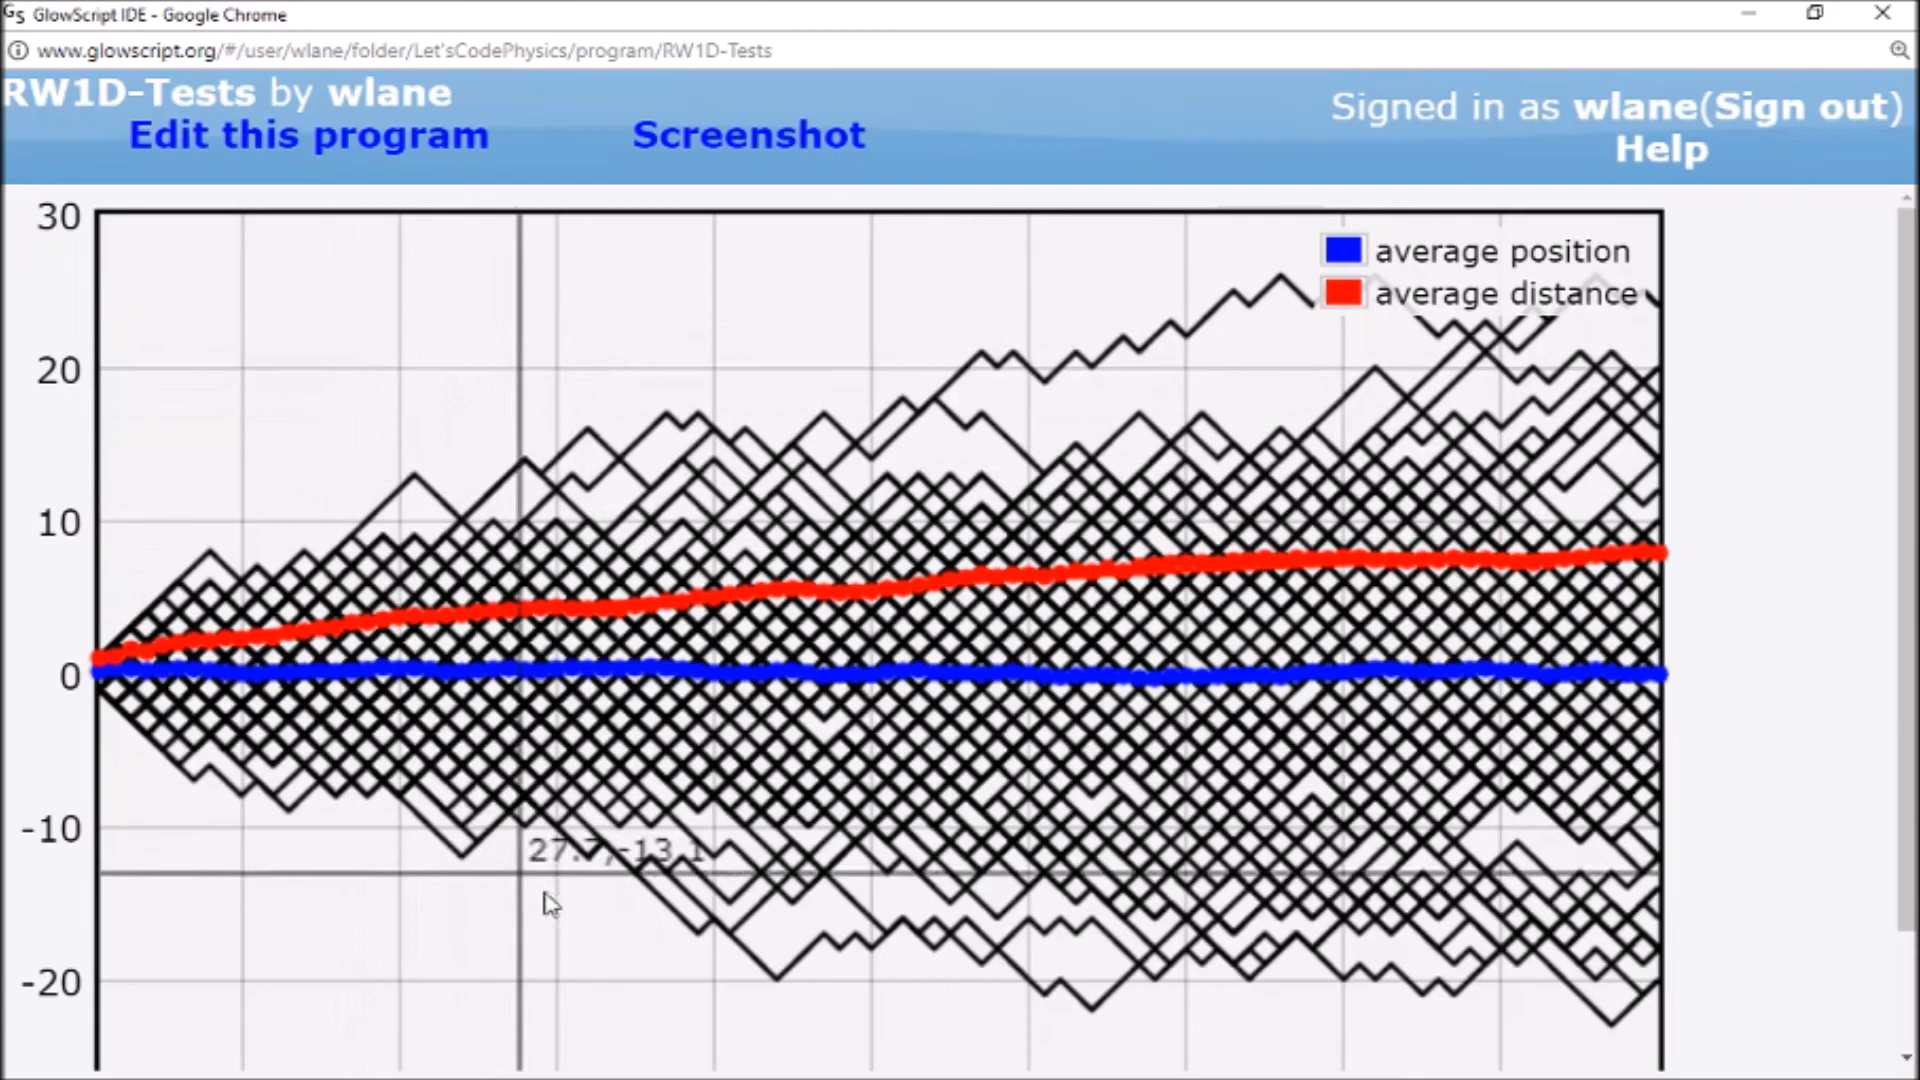 GS GlowScript IDE - Google Chrome
www.glowscript.org/#/user/wlane/folder/Let'sCodePhysics/program/RW1D-Tests
RW1D-Tests by wlane
Signed in as wlane(Sign out)
Edit this program
Screenshot
Help
30
average position
average distance
20
10
0
-10
27.7,-13.1
-20